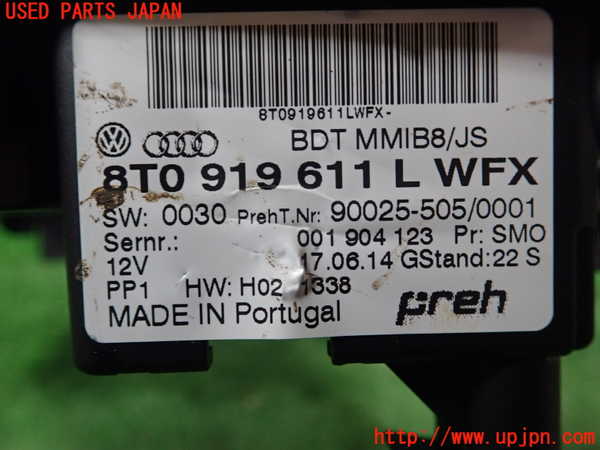 USED PARTS JAPAN
8T0919611LWFX-
BDT MMIB8/JS
8T0 919 611 L WFX
SW: 0030 PrehT.Nr: 90025-505/0001
Sernr.: 001 904 123 Pr: SMO
12V 17.06.14 GStand: 22 S
PP1 HW: H02 1338
MADE IN Portugal preh
http://www.upjpn.com/